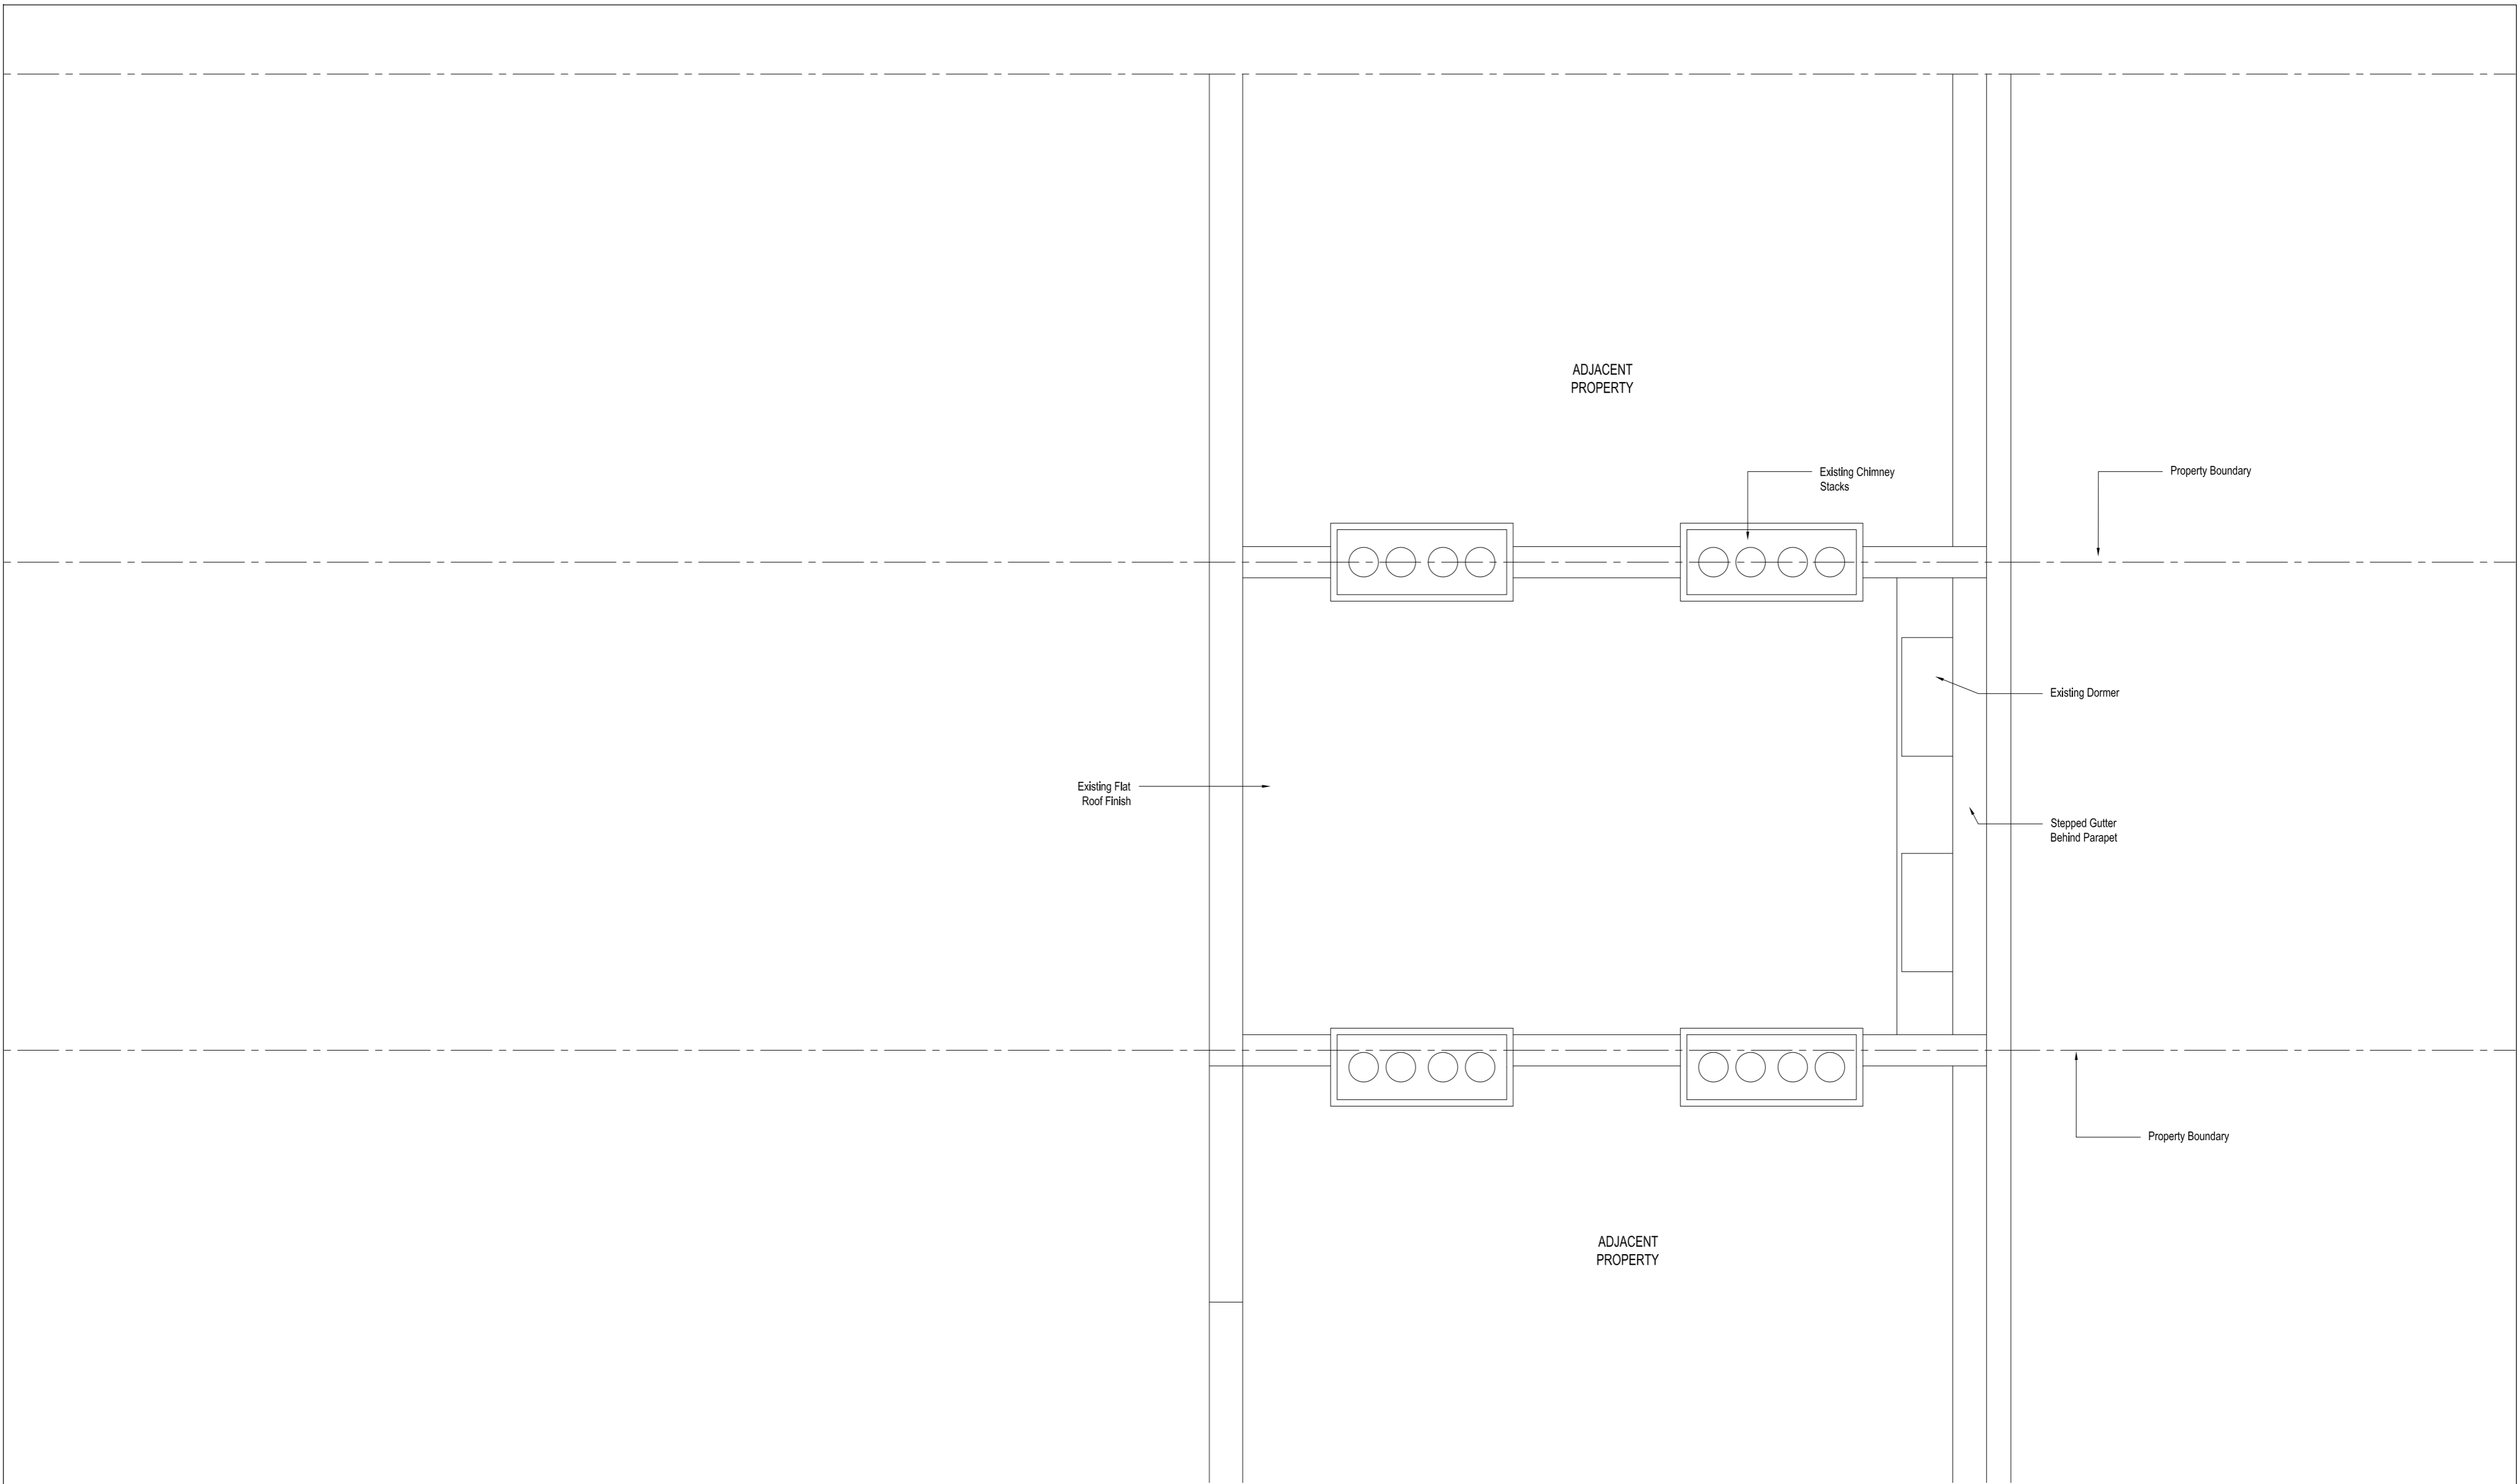 ADJACENT
PROPERTY
Existing Chimney
Stacks
Property Boundary
Existing Dormer
Existing Flat
Roof Finish
Stepped Gutter
Behind Parapet
Property Boundary
ADJACENT
PROPERTY